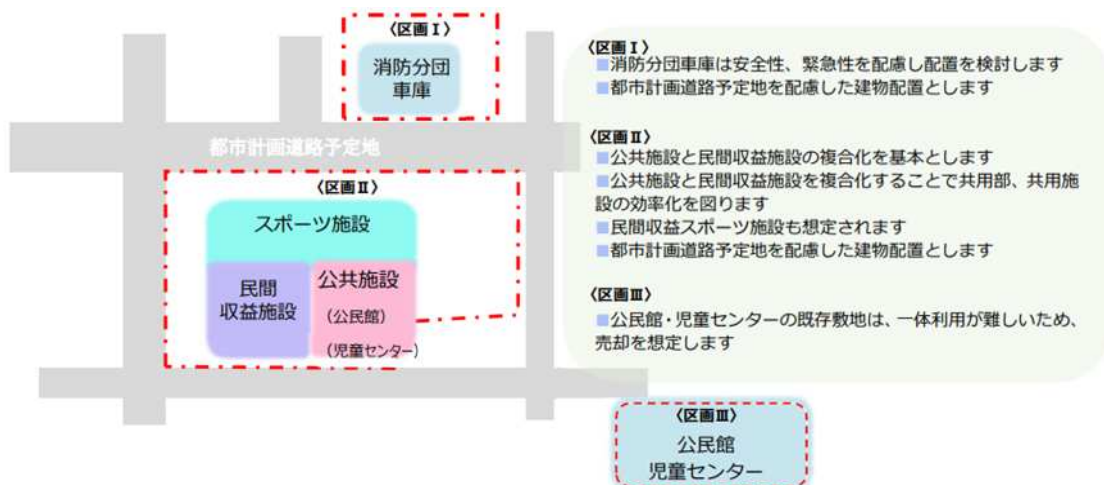 〈区画Ⅰ〉
消防分団
車庫
都市計画道路予定地
〈区画Ⅱ〉
スポーツ施設
民間
収益施設
公共施設
（公民館）
（児童センター）
〈区画Ⅲ〉
公民館
児童センター
〈区画Ⅰ〉
■消防分団車庫は安全性、緊急性を配慮し配置を検討します
■都市計画道路予定地を配慮した建物配置とします
〈区画Ⅱ〉
■公共施設と民間収益施設の複合化を基本とします
■公共施設と民間収益施設を複合化することで共用部、共用施
設の効率化を図ります
■民間収益スポーツ施設も想定されます
■都市計画道路予定地を配慮した建物配置とします
〈区画Ⅲ〉
■公民館・児童センターの既存敷地は、一体利用が難しいため、
売却を想定します